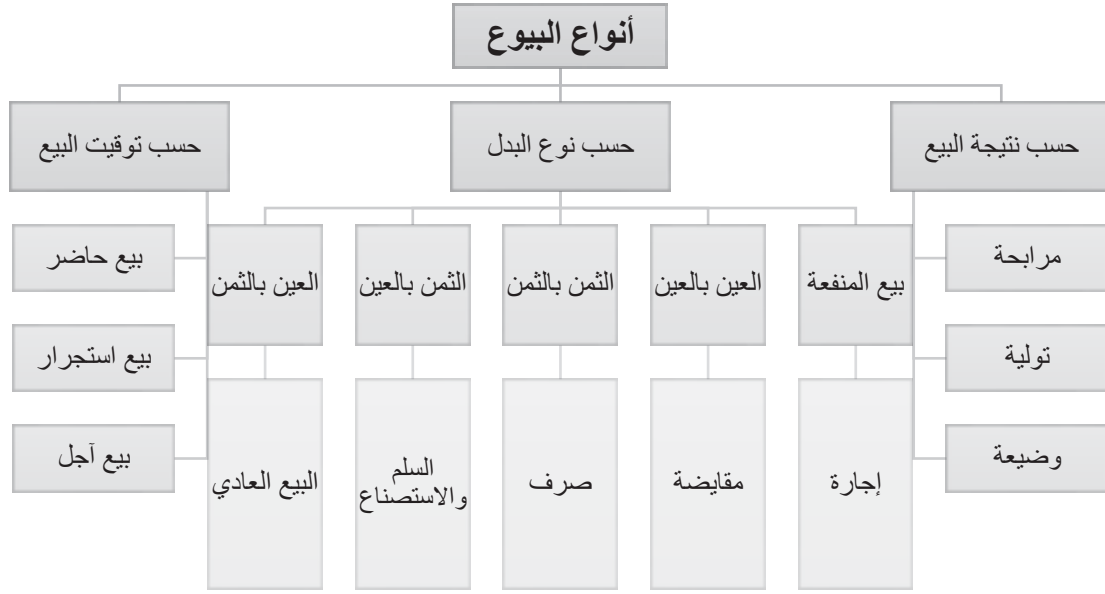 أنواع البيوع
حسب نتيجة البيع
حسب نوع البدل
حسب توقيت البيع
مرابحة
تولية
وضيعة
بيع المنفعة
العين بالعين
الثمن بالثمن
الثمن بالعين
العين بالثمن
إجارة
مقايضة
صرف
السلم
والاستصناع
البيع العادي
بيع حاضر
بيع استجرار
بيع آجل